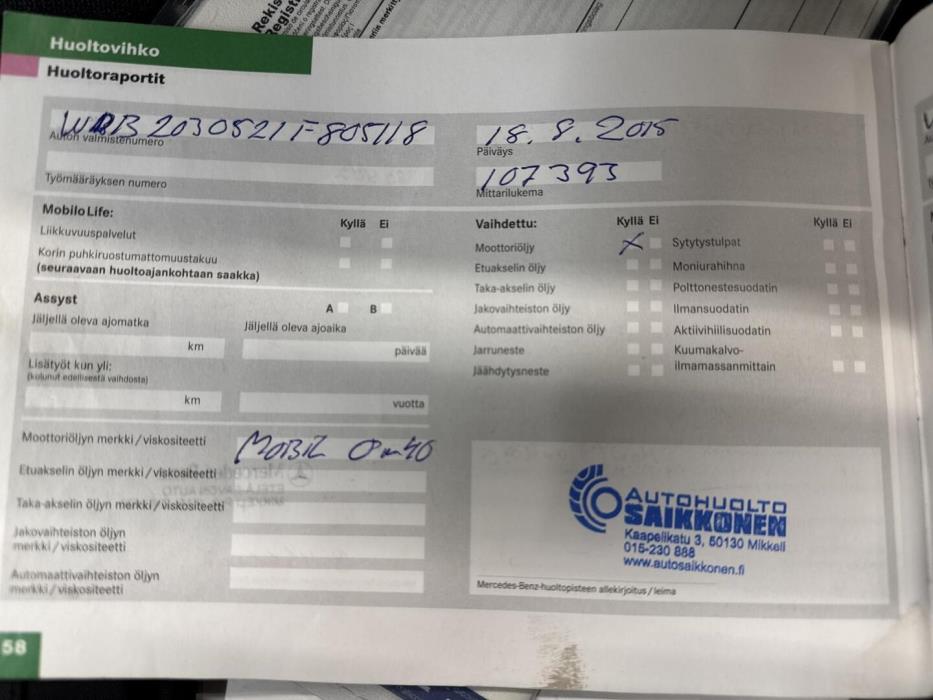 Huoltovihko
Huoltoraportit
WBB2030521F805118
Auton valmistenumero
18.8.2015
Päiväys
Työmääräyksen numero
107393
Mittarilukema
MobiloLife:
Kyllä Ei
Liikkuvuuspalvelut
Korin puhkiruostumattomuustakuu
(seuraavaan huoltoajankohtaan saakka)
Assyst
A B
Jäljellä oleva ajomatka
Jäljellä oleva ajoaika
km
päivää
Lisätyöt kun yli:
(kulunut edellisestä vaihdosta)
km
vuotta
Vaihdettu:
Kyllä Ei
Kyllä Ei
Moottoriöljy X
Sytytystulpat
Etuakselin öljy
Moniurahihna
Taka-akselin öljy
Polttonestesuodatin
Jakovaihteiston öljy
Ilmansuodatin
Automaattivaihteiston öljy
Aktiivihiilisuodatin
Jarruneste
Kuumakalvo-
ilmamassanmittain
Jäähdytysneste
Moottoriöljyn merkki/viskositeetti
MOBIL 0W40
Etuakselin öljyn merkki/viskositeetti
Taka-akselin öljyn merkki/viskositeetti
Jakovaihteiston öljyn
merkki/viskositeetti
Automaattivaihteiston öljyn
merkki/viskositeetti
AUTOHUOLTO
SAIKKONEN
Kaapelikatu 3, 50130 Mikkeli
015-230 888
www.autosaikkonen.fi
Mercedes-Benz-huoltopisteen allekirjoitus/leima
58